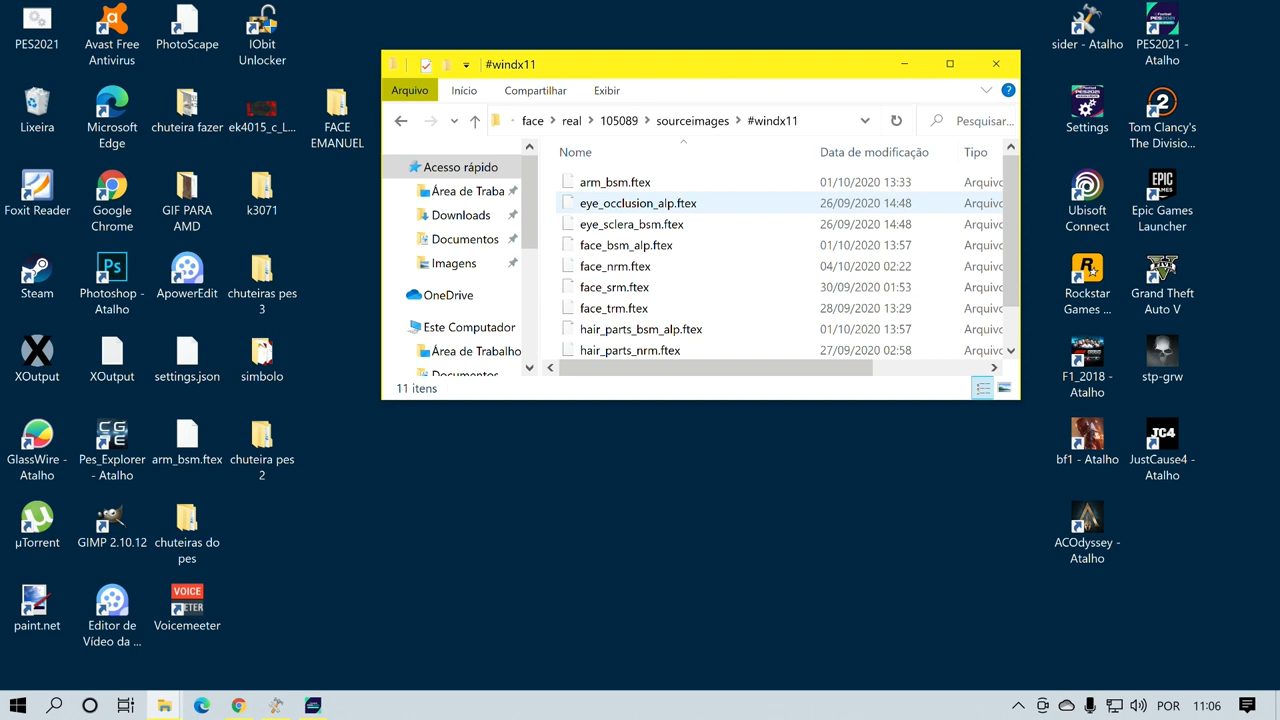 PES2021
Avast Free
Antivirus
PhotoScape
IObit
Unlocker
Lixeira
Microsoft
Edge
chuteira fazer
ek4015_c_L...
FACE
EMANUEL
Foxit Reader
Google
Chrome
GIF PARA
AMD
k3071
Steam
Photoshop -
Atalho
ApowerEdit
chuteiras pes
3
XOutput
XOutput
settings.json
simbolo
GlassWire -
Atalho
Pes_Explorer
- Atalho
arm_bsm.ftex
chuteira pes
2
µTorrent
GIMP 2.10.12
chuteiras do
pes
paint.net
Editor de
Vídeo da ...
VOICE
METER
Voicemeeter
#windx11
Arquivo Início Compartilhar Exibir
face real 105089 sourceimages #windx11 Pesquisar...
Acesso rápido
Área de Traba
Downloads
Documentos
Imagens
OneDrive
Este Computador
Área de Trabalho
Documentos
Nome Data de modificação Tipo
arm_bsm.ftex 01/10/2020 13:33 Arquivo
eye_occlusion_alp.ftex 26/09/2020 14:48 Arquivo
eye_sclera_bsm.ftex 26/09/2020 14:48 Arquivo
face_bsm_alp.ftex 01/10/2020 13:57 Arquivo
face_nrm.ftex 04/10/2020 02:22 Arquivo
face_srm.ftex 30/09/2020 01:53 Arquivo
face_trm.ftex 28/09/2020 13:29 Arquivo
hair_parts_bsm_alp.ftex 01/10/2020 13:57 Arquivo
hair_parts_nrm.ftex 27/09/2020 02:58 Arquivo
11 itens
sider - Atalho
PES2021 -
Atalho
Settings
Tom Clancy's
The Divisio...
Ubisoft
Connect
EPIC
GAMES
Epic Games
Launcher
Rockstar
Games ...
Grand Theft
Auto V
F1_2018 -
Atalho
stp-grw
bf1 - Atalho
JC4
JustCause4 -
Atalho
ACOdyssey -
Atalho
POR 11:06